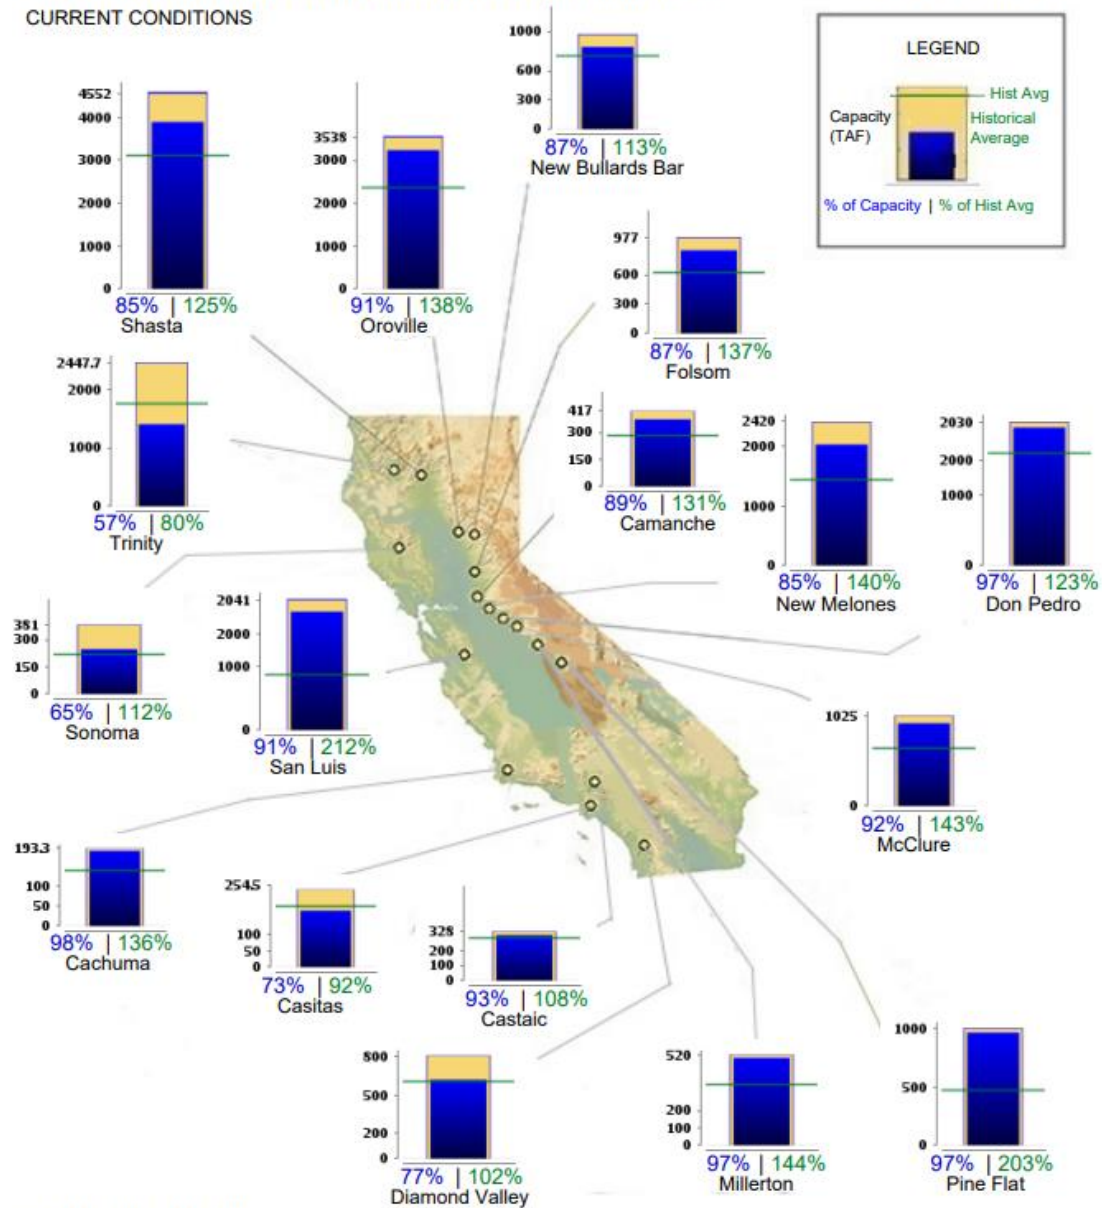 CURRENT CONDITIONS
LEGEND
Capacity
(TAF)
Hist Avg
Historical
Average
% of Capacity | % of Hist Avg
4552
4000
3000
2000
1000
0
85% | 125%
Shasta
3538
3000
2000
1000
0
91% | 138%
Oroville
1000
600
300
0
87% | 113%
New Bullards Bar
977
600
300
0
87% | 137%
Folsom
2447.7
2000
1000
0
57% | 80%
Trinity
417
300
150
0
89% | 131%
Camanche
2420
2000
1000
0
85% | 140%
New Melones
2030
2000
1000
0
97% | 123%
Don Pedro
381
300
150
0
65% | 112%
Sonoma
2041
2000
1000
0
91% | 212%
San Luis
1025
0
92% | 143%
McClure
193.3
100
50
0
98% | 136%
Cachuma
254.5
100
50
0
73% | 92%
Casitas
328
200
100
0
93% | 108%
Castaic
800
500
200
0
77% | 102%
Diamond Valley
520
200
100
0
97% | 144%
Millerton
1000
500
0
97% | 203%
Pine Flat